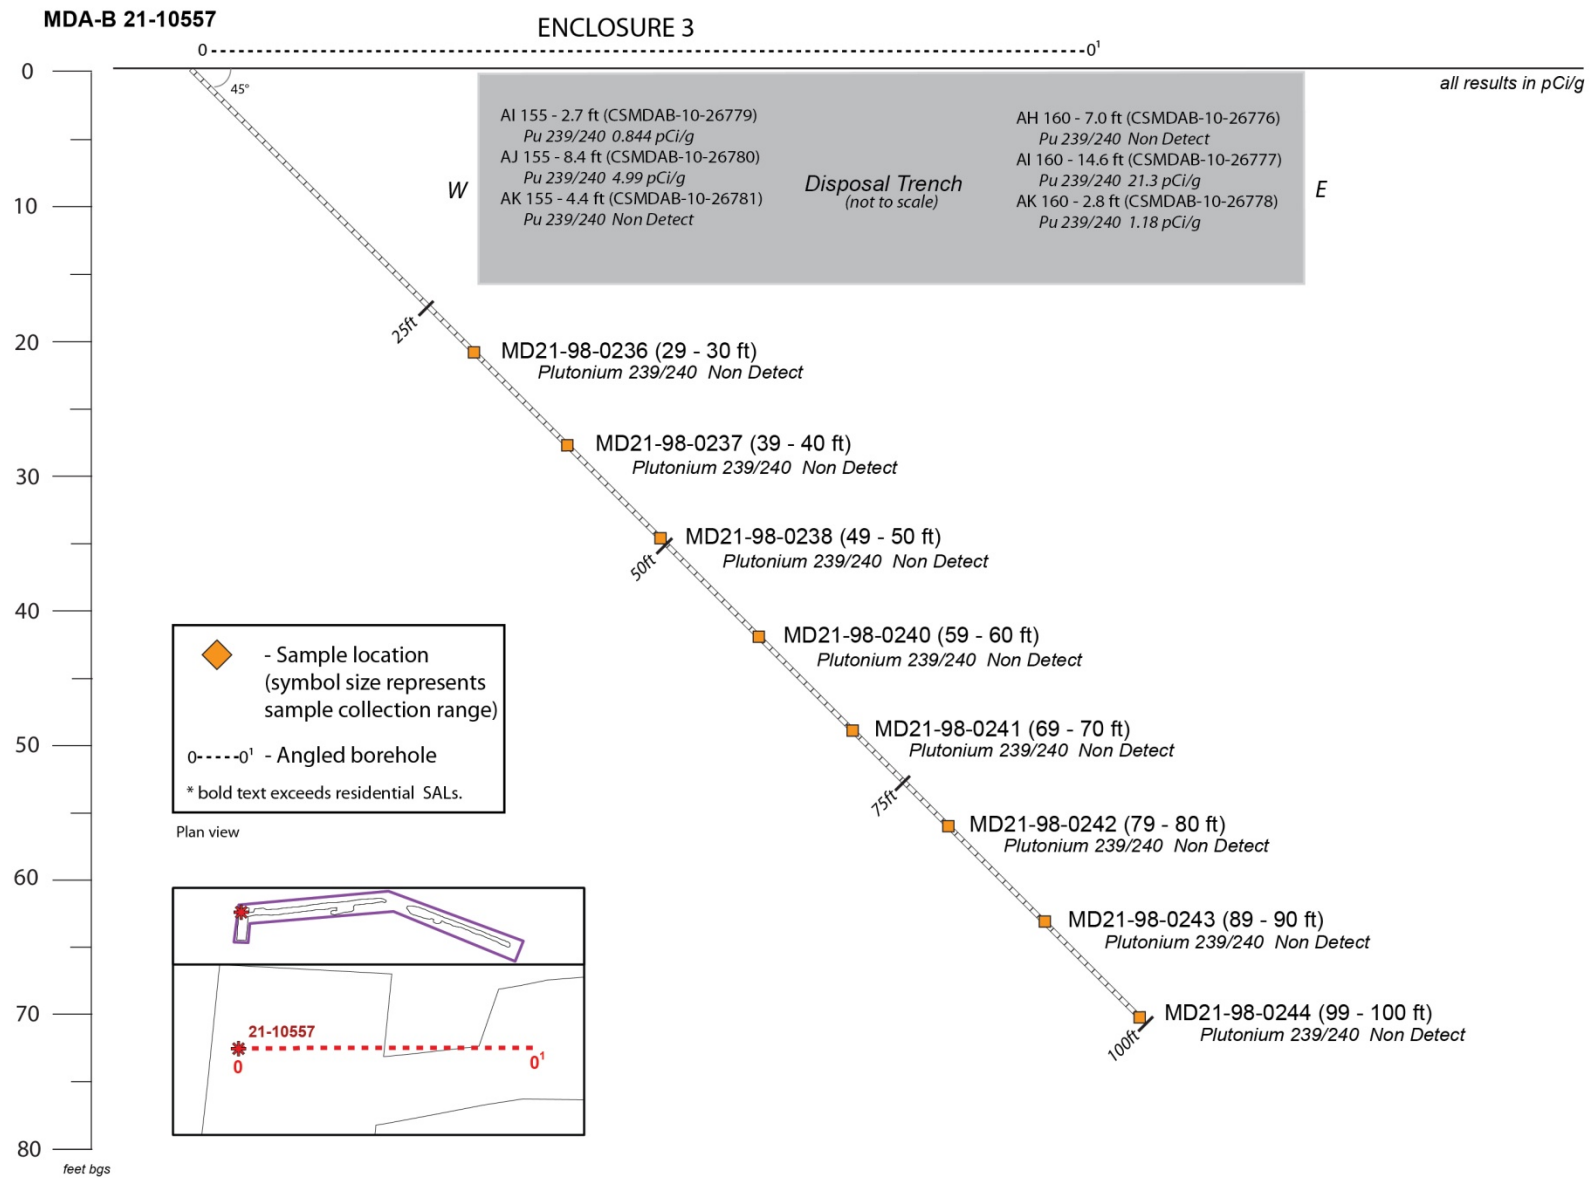 MDA-B 21-10557
ENCLOSURE 3
0 0¹
all results in pCi/g
45°
AI 155 - 2.7 ft (CSMDAB-10-26779)
Pu 239/240 0.844 pCi/g
AJ 155 - 8.4 ft (CSMDAB-10-26780)
Pu 239/240 4.99 pCi/g
AK 155 - 4.4 ft (CSMDAB-10-26781)
Pu 239/240 Non Detect
W
Disposal Trench
(not to scale)
AH 160 - 7.0 ft (CSMDAB-10-26776)
Pu 239/240 Non Detect
AI 160 - 14.6 ft (CSMDAB-10-26777)
Pu 239/240 21.3 pCi/g
AK 160 - 2.8 ft (CSMDAB-10-26778)
Pu 239/240 1.18 pCi/g
E
0
10
20
30
40
50
60
70
80
feet bgs
25ft
MD21-98-0236 (29 - 30 ft)
Plutonium 239/240 Non Detect
MD21-98-0237 (39 - 40 ft)
Plutonium 239/240 Non Detect
MD21-98-0238 (49 - 50 ft)
Plutonium 239/240 Non Detect
50ft
MD21-98-0240 (59 - 60 ft)
Plutonium 239/240 Non Detect
MD21-98-0241 (69 - 70 ft)
Plutonium 239/240 Non Detect
75ft
MD21-98-0242 (79 - 80 ft)
Plutonium 239/240 Non Detect
MD21-98-0243 (89 - 90 ft)
Plutonium 239/240 Non Detect
MD21-98-0244 (99 - 100 ft)
Plutonium 239/240 Non Detect
100ft
- Sample location
(symbol size represents
sample collection range)
0-----0¹ - Angled borehole
* bold text exceeds residential SALs.
Plan view
21-10557
0 0¹